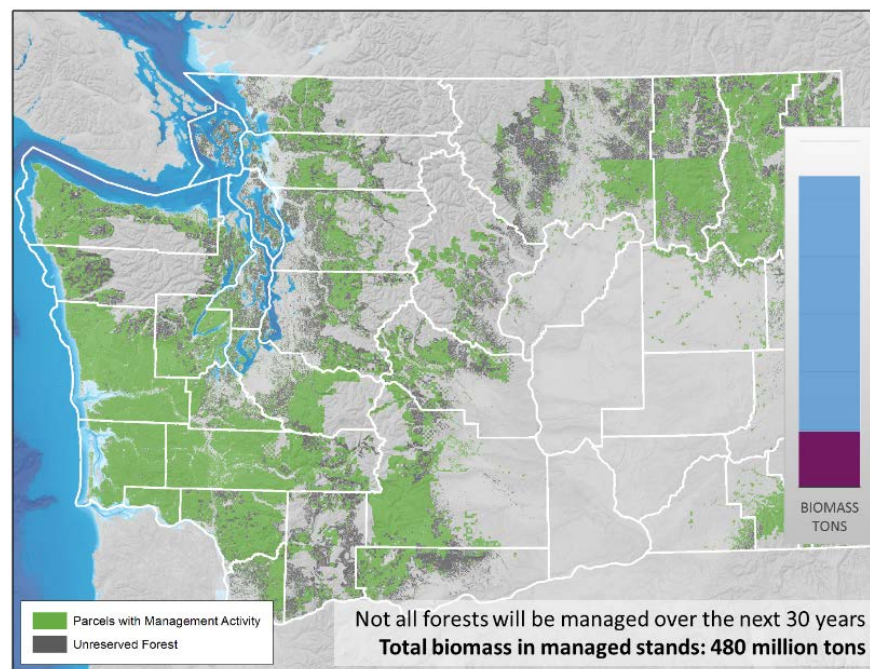 BIOMASS
TONS
Parcels with Management Activity
Unreserved Forest
Not all forests will be managed over the next 30 years
Total biomass in managed stands: 480 million tons